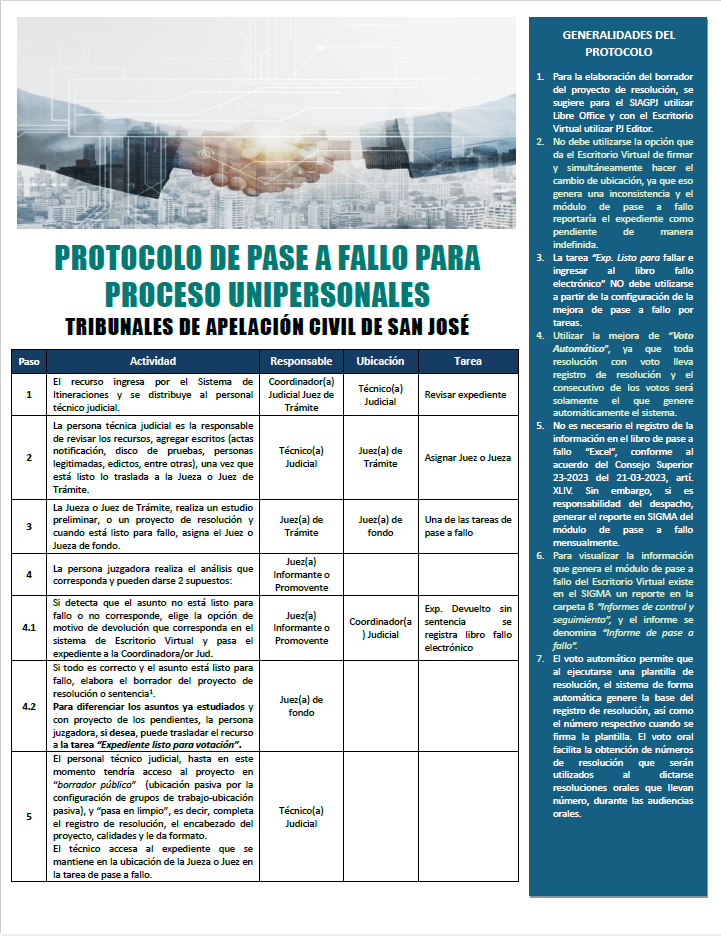 PROTOCOLO DE PASE A FALLO PARA
PROCESO UNIPERSONALES
TRIBUNALES DE APELACIÓN CIVIL DE SAN JOSÉ
Paso Actividad Responsable Ubicación Tarea
1
El recurso ingresa por el Sistema de
Itineraciones y se distribuye al personal
técnico judicial.
Coordinador(a)
Judicial Juez de
Trámite
Técnico(a)
Judicial
Revisar expediente
2
La persona técnica judicial es la responsable
de revisar los recursos, agregar escritos (actas
notificación, disco de pruebas, personas
legitimadas, edictos, entre otras), una vez que
está listo lo traslada a la Jueza o Juez de
Trámite.
Técnico(a)
Judicial
Juez(a) de
Trámite
Asignar Juez o Jueza
3
La Jueza o Juez de Trámite, realiza un estudio
preliminar, o un proyecto de resolución y
cuando está listo para fallo, asigna el Juez o
Jueza de fondo.
Juez(a) de
Trámite
Juez(a) de
fondo
Una de las tareas de
pase a fallo
4
La persona juzgadora realiza el análisis que
corresponda y pueden darse 2 supuestos:
Juez(a)
Informante o
Promovente
4.1
Si detecta que el asunto no está listo para
fallo o no corresponde, elige la opción de
motivo de devolución que corresponda en el
sistema de Escritorio Virtual y pasa el
expediente a la Coordinadora/or Jud.
Juez(a)
Informante o
Promovente
Coordinador(a
) Judicial
Exp. Devuelto sin
sentencia se
registra libro fallo
electrónico
4.2
Si todo es correcto y el asunto está listo para
fallo, elabora el borrador del proyecto de
resolución o sentencia¹.
Para diferenciar los asuntos ya estudiados y
con proyecto de los pendientes, la persona
juzgadora, si desea, puede trasladar el recurso
a la tarea “Expediente listo para votación”.
Juez(a) de
fondo
5
El personal técnico judicial, hasta en este
momento tendría acceso al proyecto en
“borrador público” (ubicación pasiva por la
configuración de grupos de trabajo-ubicación
pasiva), y “pasa en limpio”, es decir, completa
el registro de resolución, el encabezado del
proyecto, calidades y le da formato.
El técnico accesa al expediente que se
mantiene en la ubicación de la Jueza o Juez en
la tarea de pase a fallo.
Técnico(a)
Judicial
GENERALIDADES DEL
PROTOCOLO
1. Para la elaboración del borrador
del proyecto de resolución, se
sugiere para el SIAGPJ utilizar
Libre Office y con el Escritorio
Virtual utilizar PJ Editor.
2. No debe utilizarse la opción que
da el Escritorio Virtual de firmar
y simultáneamente hacer el
cambio de ubicación, ya que eso
genera una inconsistencia y el
módulo de pase a fallo
reportaría el expediente como
pendiente de manera
indefinida.
3. La tarea “Exp. Listo para fallar e
ingresar al libro fallo
electrónico” NO debe utilizarse
a partir de la configuración de la
mejora de pase a fallo por
tareas.
4. Utilizar la mejora de “Voto
Automático”, ya que toda
resolución con voto lleva
registro de resolución y el
consecutivo de los votos será
solamente el que genere
automáticamente el sistema.
5. No es necesario el registro de la
información en el libro de pase a
fallo “Excel”, conforme al
acuerdo del Consejo Superior
23-2023 del 21-03-2023, artí.
XLIV. Sin embargo, si es
responsabilidad del despacho,
generar el reporte en SIGMA del
módulo de pase a fallo
mensualmente.
6. Para visualizar la información
que genera el módulo de pase a
fallo del Escritorio Virtual existe
en el SIGMA un reporte en la
carpeta 8 “Informes de control y
seguimiento”, y el informe se
denomina “Informe de pase a
fallo”.
7. El voto automático permite que
al ejecutarse una plantilla de
resolución, el sistema de forma
automática genere la base del
registro de resolución, así como
el número respectivo cuando se
firma la plantilla. El voto oral
facilita la obtención de números
de resolución que serán
utilizados al dictarse
resoluciones orales que llevan
número, durante las audiencias
orales.